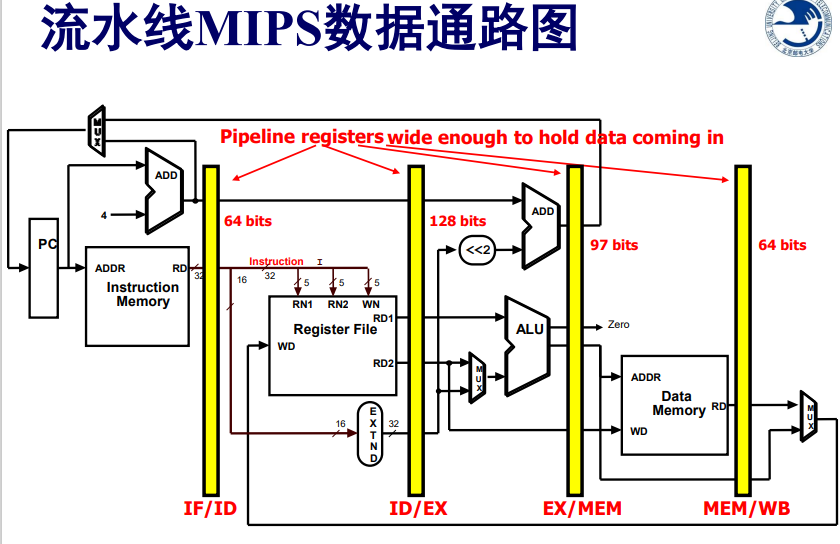 流水线MIPS数据通路图
Pipeline registers wide enough to hold data coming in
MUX
ADD
4
64 bits
128 bits
ADD
<<2
97 bits
64 bits
PC
ADDR
RD
32
Instruction
Memory
Instruction I
16
32
5
5
5
RN1
RN2
WN
RD1
Register File
WD
RD2
ALU
Zero
MUX
ADDR
Data
Memory
RD
WD
MUX
16
EXTND
32
IF/ID
ID/EX
EX/MEM
MEM/WB